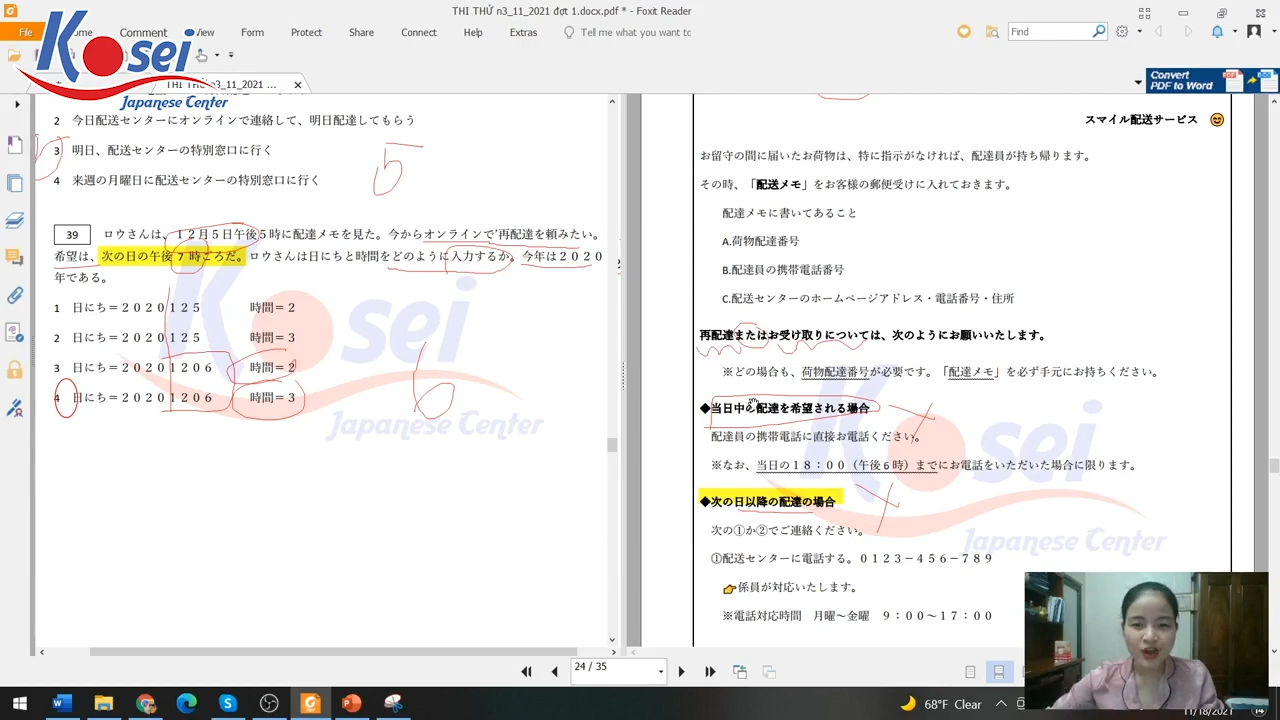 THI THỬ n3_11_2021 đợt 1.docx.pdf * - Foxit Reader
File
Home
Comment
View
Form
Protect
Share
Connect
Help
Extras
Tell me what you want to
Find
Kosei
Japanese Center
THI THỬ n3_11_2021 ...
Convert
PDF to Word
2 今日配送センターにオンラインで連絡して、明日配達してもらう
3 明日、配送センターの特別窓口に行く
4 来週の月曜日に配送センターの特別窓口に行く
5
39 ロウさんは、１２月５日午後５時に配達メモを見た。今からオンラインで再配達を頼みたい。
希望は、次の日の午後７時ごろだ。ロウさんは日にちと時間をどのように入力するか。今年は２０２０
年である。
1 日にち＝２０２０１２５ 時間＝２
2 日にち＝２０２０１２５ 時間＝３
3 日にち＝２０２０１２０６ 時間＝２
4 日にち＝２０２０１２０６ 時間＝３
6
Kosei
Japanese Center
スマイル配送サービス
お留守の間に届いたお荷物は、特に指示がなければ、配達員が持ち帰ります。
その時、「配送メモ」をお客様の郵便受けに入れておきます。
配達メモに書いてあること
A.荷物配達番号
B.配達員の携帯電話番号
C.配送センターのホームページアドレス・電話番号・住所
再配達またはお受け取りについては、次のようにお願いいたします。
※どの場合も、荷物配達番号が必要です。「配達メモ」を必ず手元にお持ちください。
◆当日中の配達を希望される場合
配達員の携帯電話に直接お電話ください。
※なお、当日の１８：００（午後６時）までにお電話をいただいた場合に限ります。
◆次の日以降の配達の場合
次の①か②でご連絡ください。
①配送センターに電話する。０１２３－４５６－７８９
係員が対応いたします。
※電話対応時間 月曜～金曜 ９：００～１７：００
Kosei
Japanese Center
24 / 35
68°F Clear
11/18/2021